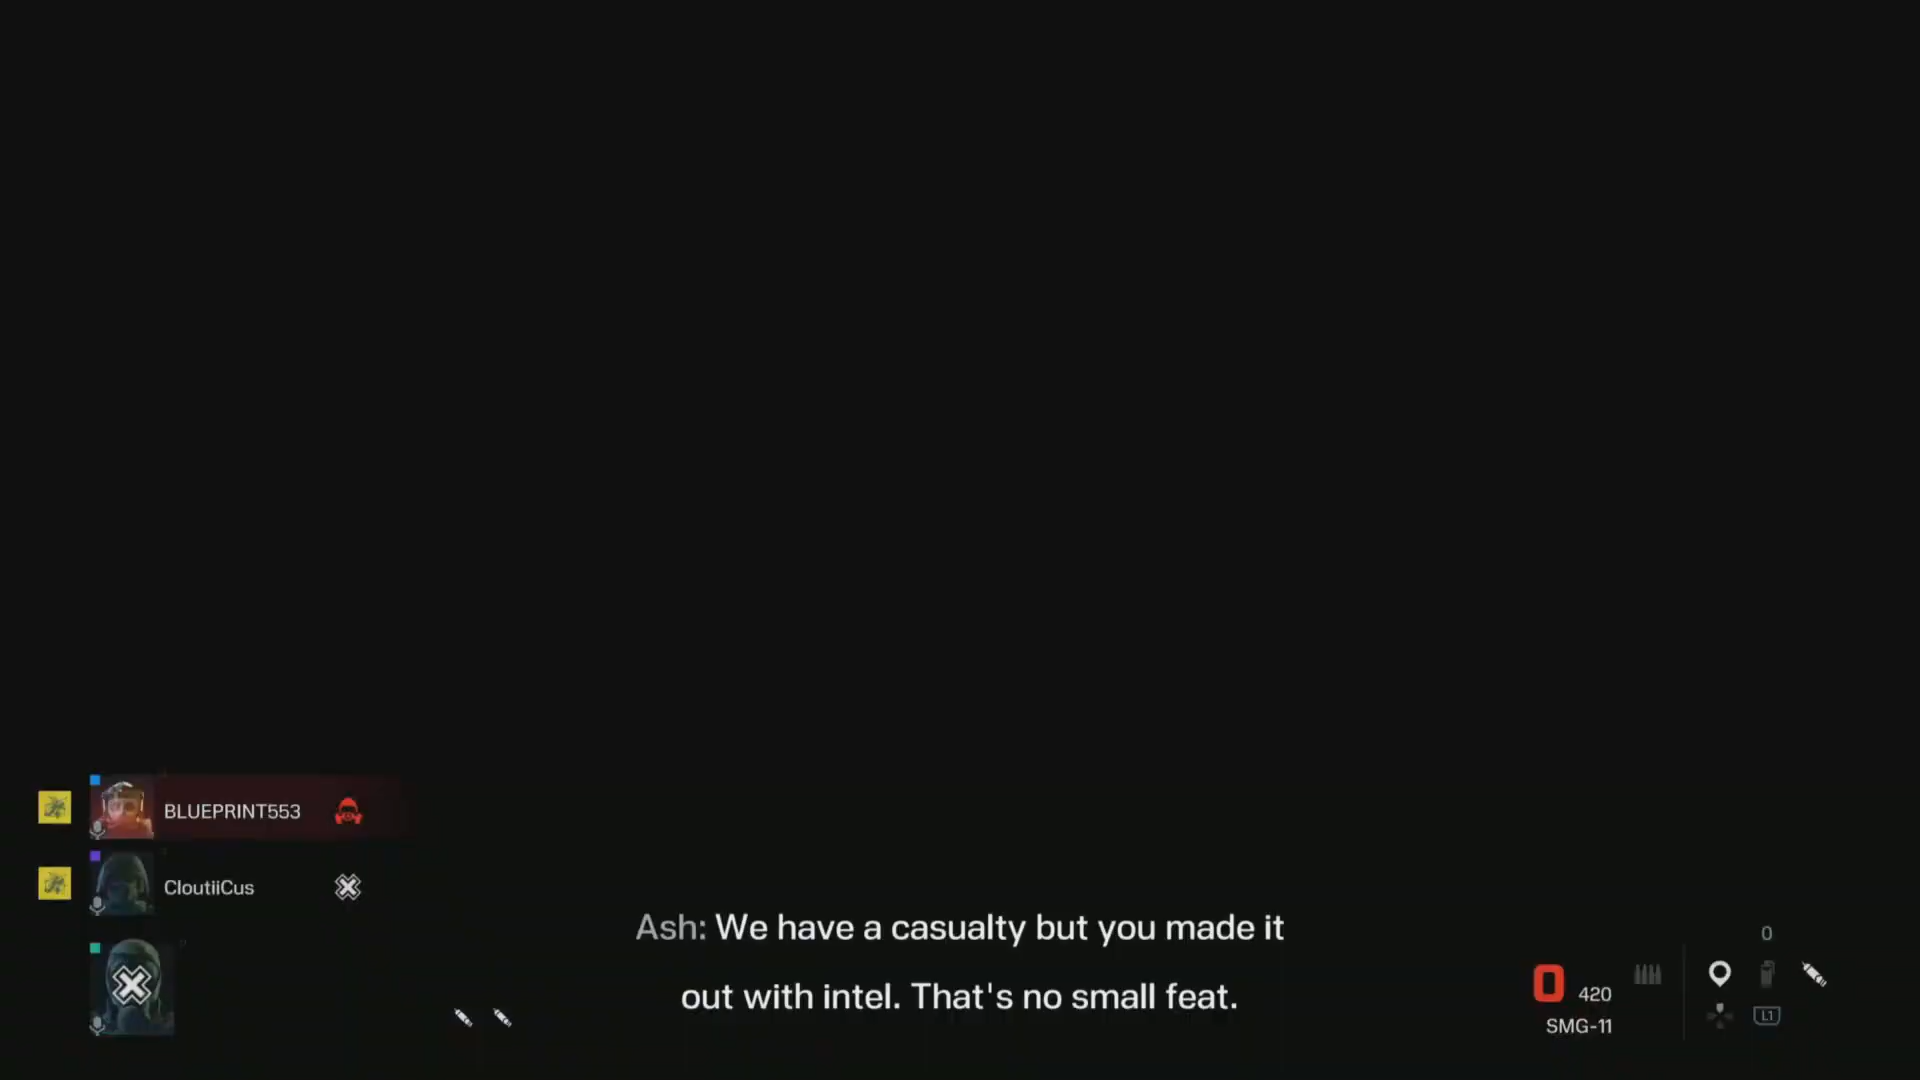 BLUEPRINT553
CloutiiCus
Ash: We have a casualty but you made it
out with intel. That's no small feat.
0
0 420
SMG-11
L1